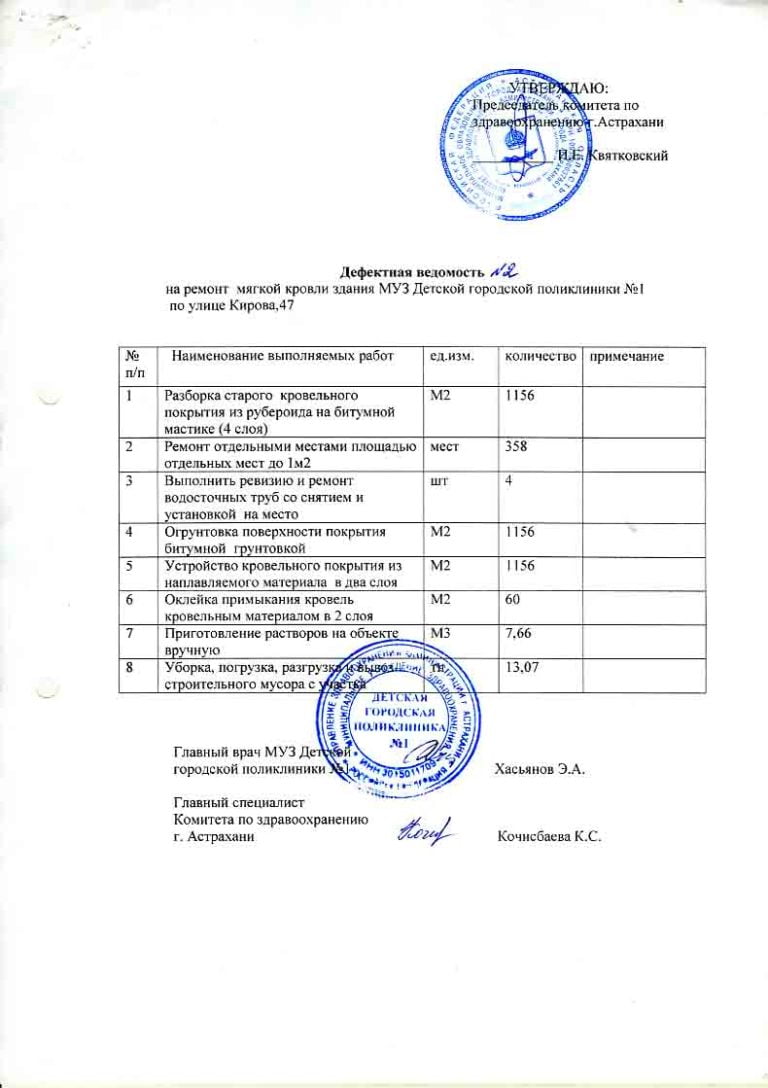 УТВЕРЖДАЮ:
Председатель комитета по
здравоохранению г.Астрахани
И.Е. Квятковский
Дефектная ведомость №2
на ремонт мягкой кровли здания МУЗ Детской городской поликлиники №1
по улице Кирова,47
№ п/п Наименование выполняемых работ ед.изм. количество примечание
1 Разборка старого кровельного М2 1156
покрытия из рубероида на битумной
мастике (4 слоя)
2 Ремонт отдельными местами площадью мест 358
отдельных мест до 1м2
3 Выполнить ревизию и ремонт шт 4
водосточных труб со снятием и
установкой на место
4 Огрунтовка поверхности покрытия М2 1156
битумной грунтовкой
5 Устройство кровельного покрытия из М2 1156
наплавляемого материала в два слоя
6 Оклейка примыкания кровель М2 60
кровельным материалом в 2 слоя
7 Приготовление растворов на объекте М3 7,66
вручную
8 Уборка, погрузка, разгрузка и вывоз 13,07
строительного мусора с участка
ДЕТСКАЯ
ГОРОДСКАЯ
ПОЛИКЛИНИКА
№1
Главный врач МУЗ Детской
городской поликлиники №1 Хасьянов Э.А.
Главный специалист
Комитета по здравоохранению
г. Астрахани Кочисбаева К.С.